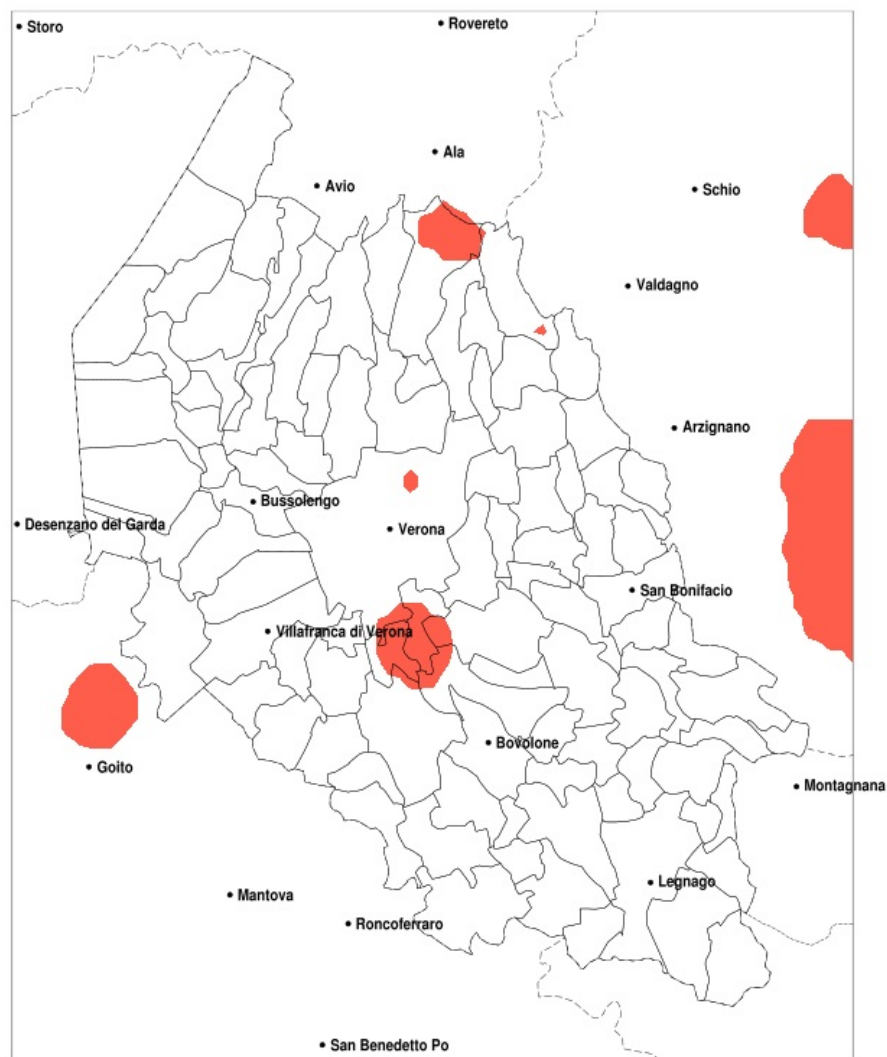 Storo
Rovereto
Ala
Avio
Schio
Valdagno
Arzignano
Bussolengo
Desenzano del Garda
Verona
San Bonifacio
Villafranca di Verona
Bovolone
Goito
Montagnana
Legnago
Mantova
Roncoferraro
San Benedetto Po